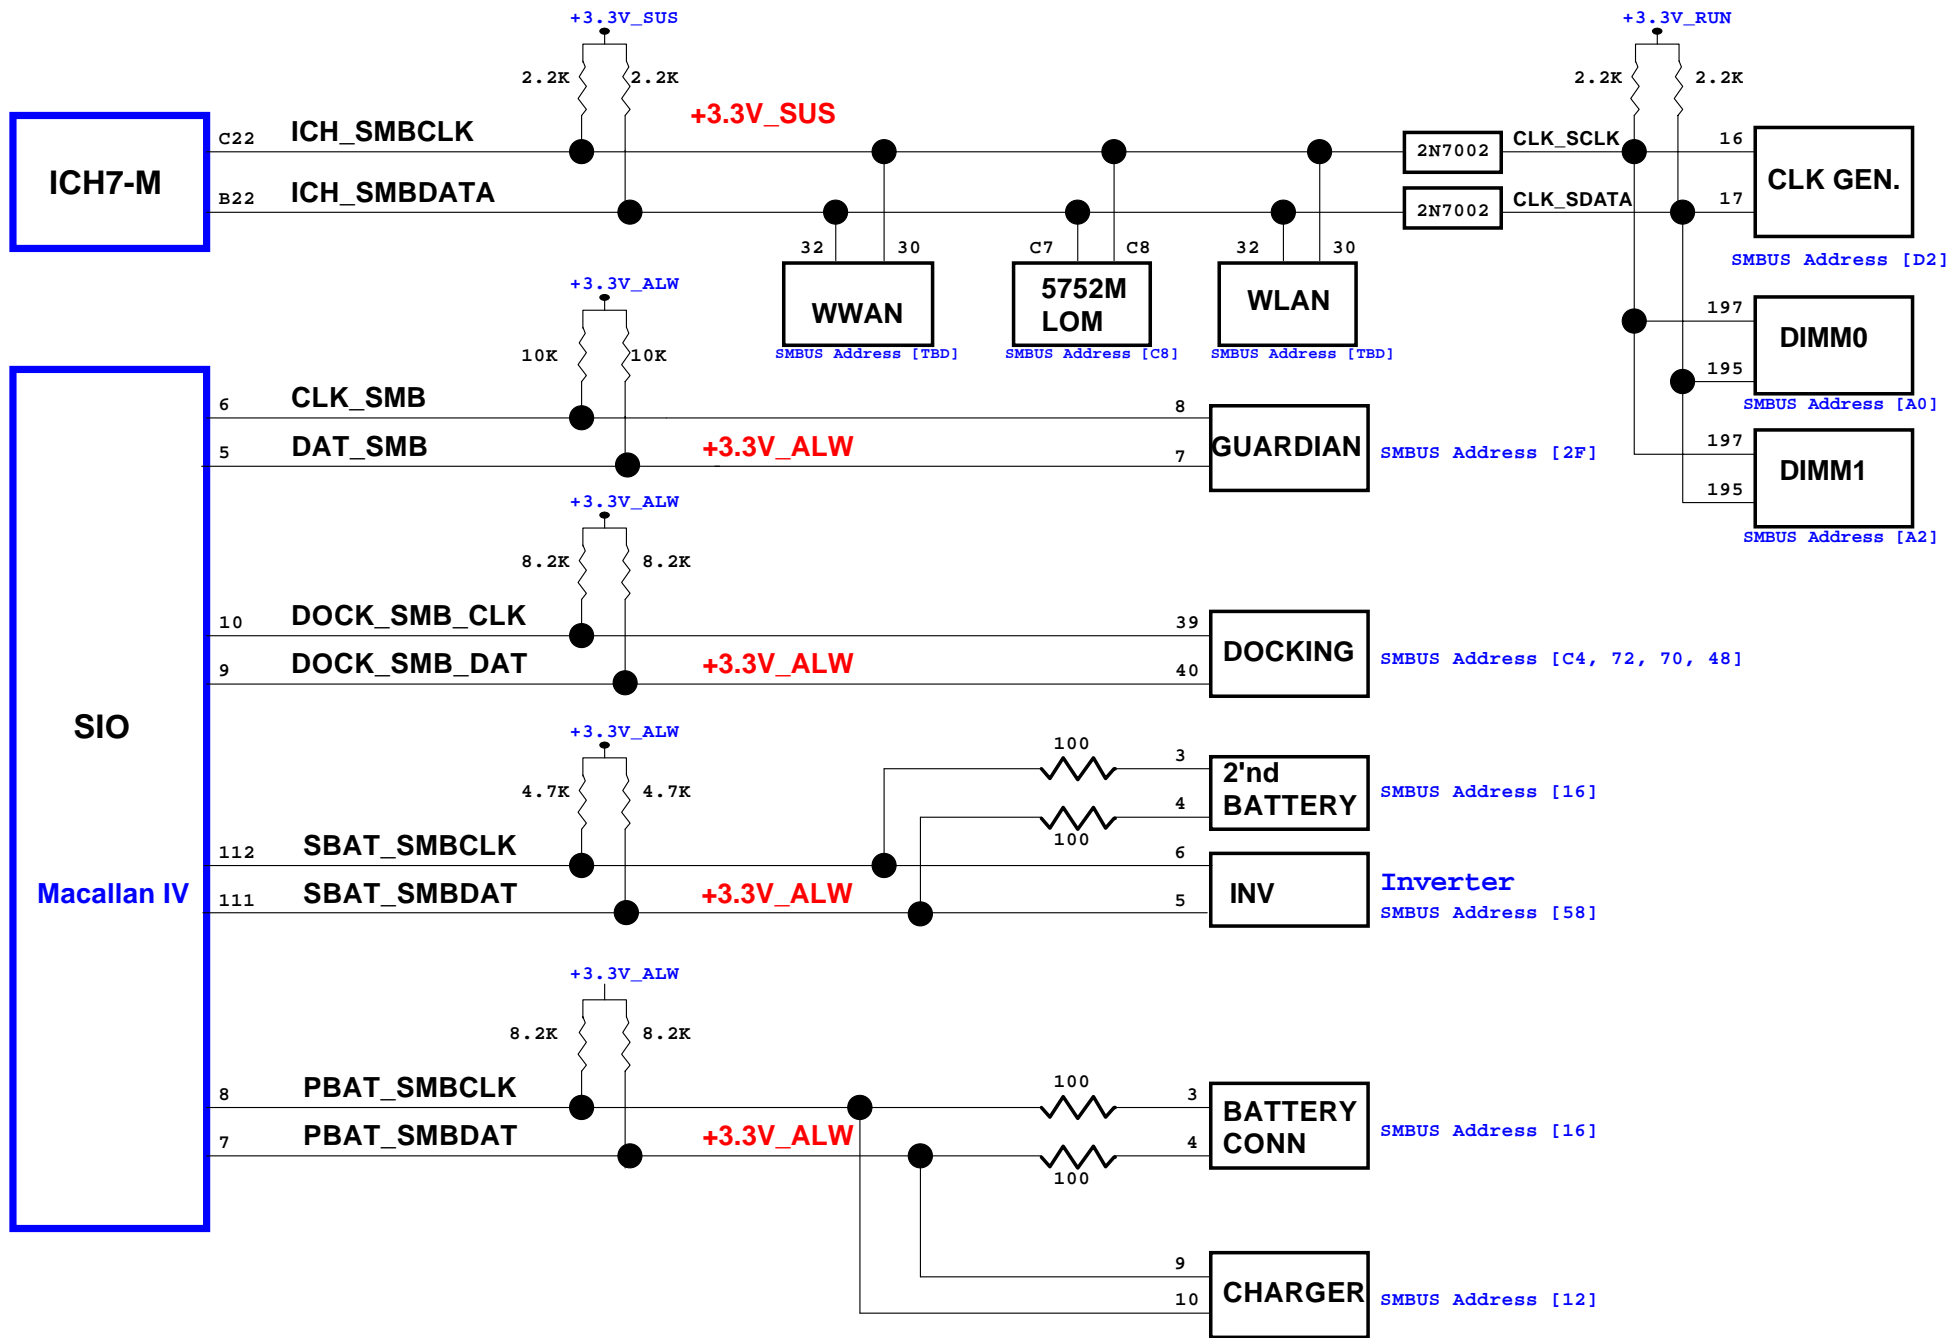 +3.3V_SUS
+3.3V_RUN
2.2K
2.2K
2.2K
2.2K
+3.3V_SUS
ICH7-M
C22
ICH_SMBCLK
B22
ICH_SMBDATA
2N7002
CLK_SCLK
16
2N7002
CLK_SDATA
17
CLK GEN.
SMBUS Address [D2]
32
30
C7
C8
32
30
WWAN
5752M
LOM
WLAN
SMBUS Address [TBD]
SMBUS Address [C8]
SMBUS Address [TBD]
197
195
DIMM0
SMBUS Address [A0]
197
195
DIMM1
SMBUS Address [A2]
+3.3V_ALW
10K
10K
SIO
Macallan IV
6
CLK_SMB
8
5
DAT_SMB
+3.3V_ALW
7
GUARDIAN
SMBUS Address [2F]
+3.3V_ALW
8.2K
8.2K
10
DOCK_SMB_CLK
39
9
DOCK_SMB_DAT
+3.3V_ALW
40
DOCKING
SMBUS Address [C4, 72, 70, 48]
+3.3V_ALW
4.7K
4.7K
100
3
100
4
2'nd
BATTERY
SMBUS Address [16]
112
SBAT_SMBCLK
6
111
SBAT_SMBDAT
+3.3V_ALW
5
INV
Inverter
SMBUS Address [58]
+3.3V_ALW
8.2K
8.2K
8
PBAT_SMBCLK
100
3
7
PBAT_SMBDAT
+3.3V_ALW
100
4
BATTERY
CONN
SMBUS Address [16]
9
10
CHARGER
SMBUS Address [12]